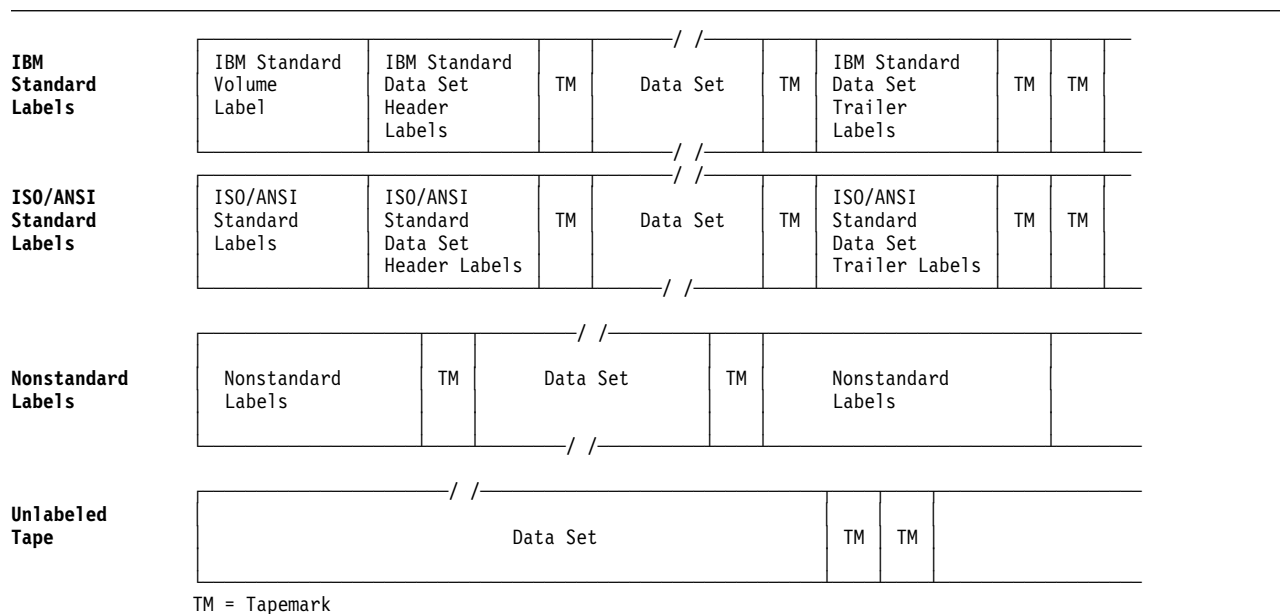 IBM
Standard
Labels
IBM Standard
Volume
Label
IBM Standard
Data Set
Header
Labels
TM
Data Set
TM
IBM Standard
Data Set
Trailer
Labels
TM
TM
ISO/ANSI
Standard
Labels
ISO/ANSI
Standard
Labels
ISO/ANSI
Standard
Data Set
Header Labels
TM
Data Set
TM
ISO/ANSI
Standard
Data Set
Trailer Labels
TM
TM
Nonstandard
Labels
Nonstandard
Labels
TM
Data Set
TM
Nonstandard
Labels
Unlabeled
Tape
Data Set
TM
TM
TM = Tapemark